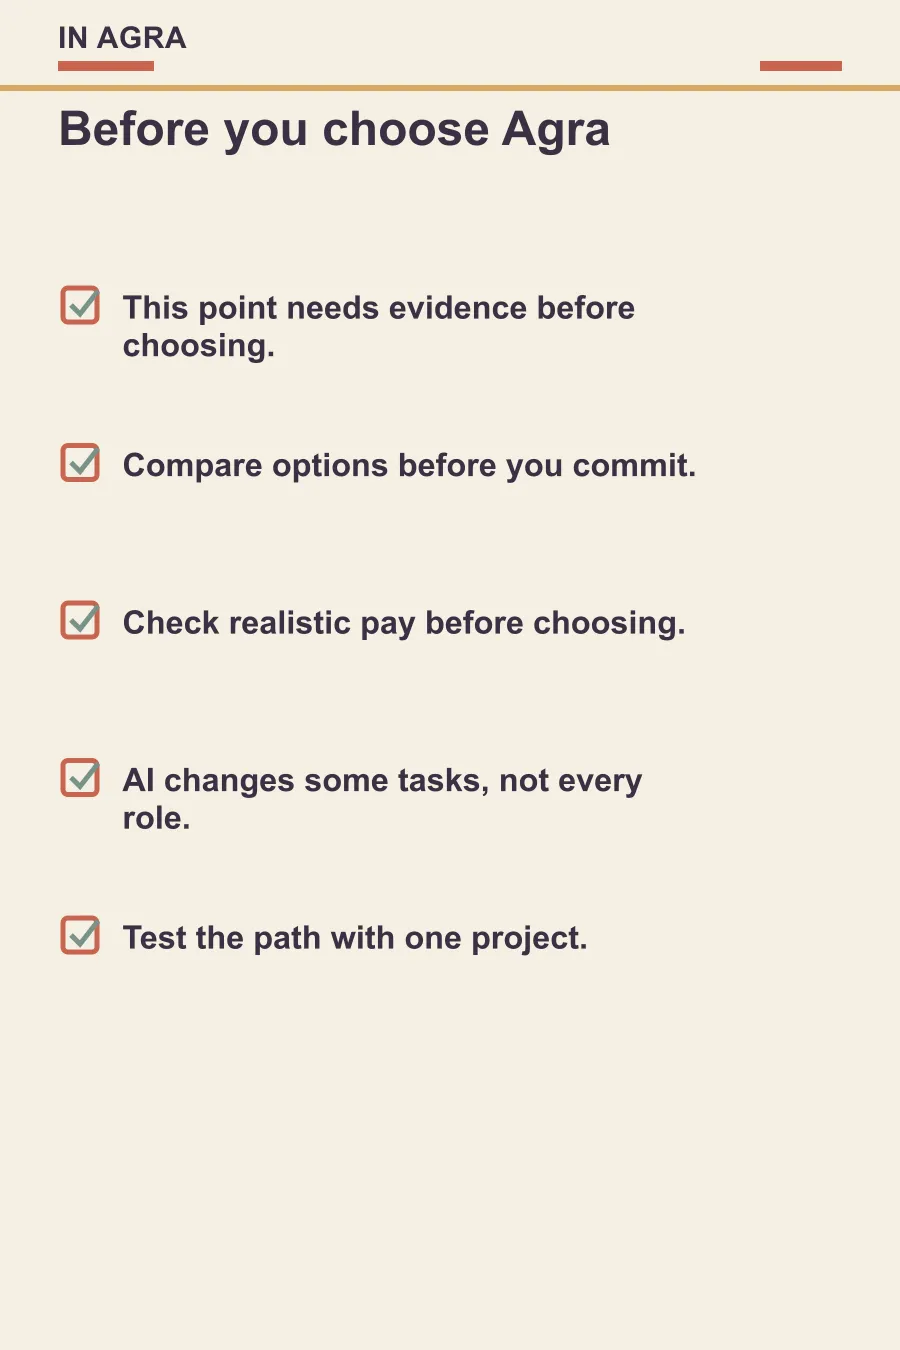 IN AGRA
Before you choose Agra
This point needs evidence before
choosing.
Compare options before you commit.
Check realistic pay before choosing.
AI changes some tasks, not every
role.
Test the path with one project.